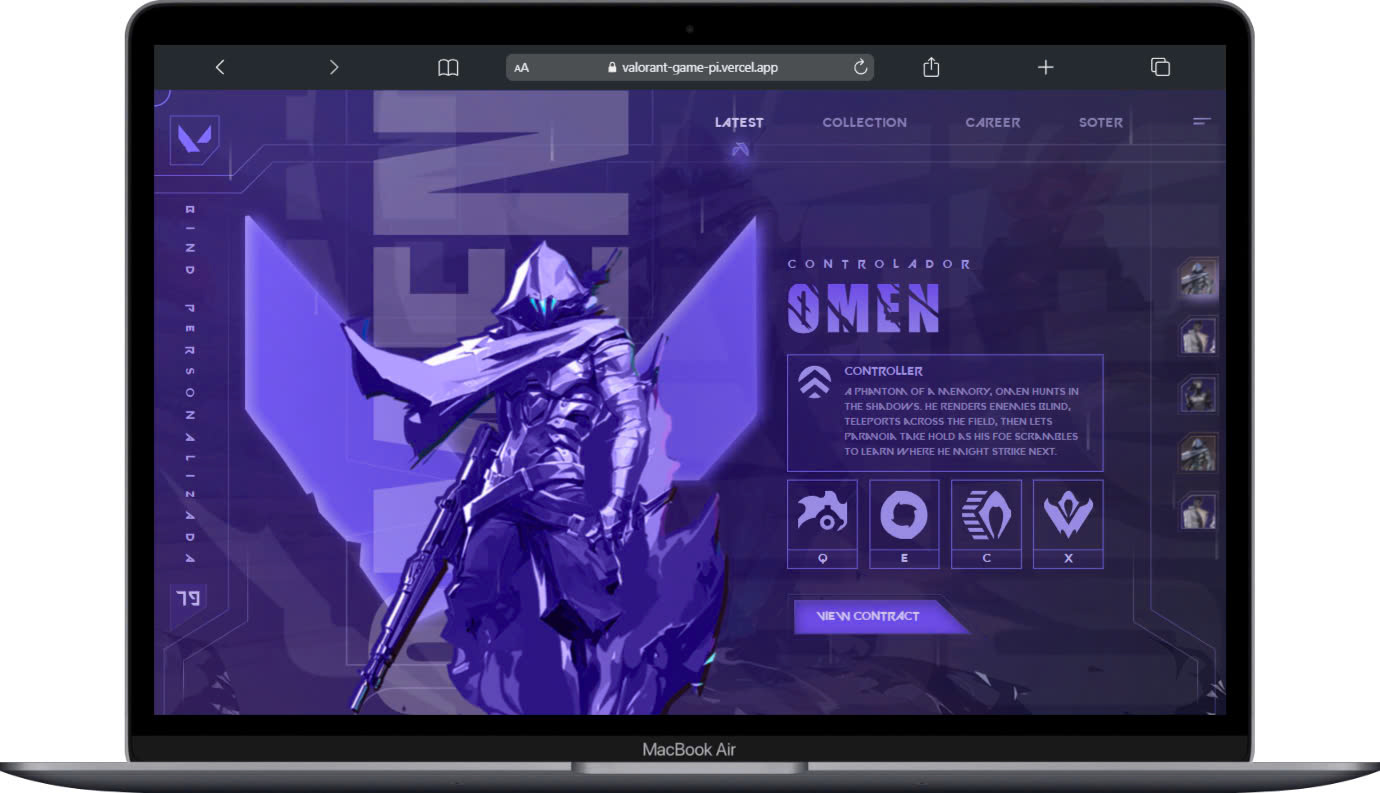 AA valorant-game-pi.vercel.app
LATEST COLLECTION CAREER SOTER
CONTROLADOR
OMEN
CONTROLLER
A PHANTOM OF A MEMORY, OMEN HUNTS IN
THE SHADOWS. HE RENDERS ENEMIES BLIND,
TELEPORTS ACROSS THE FIELD, THEN LETS
PARANOIA TAKE HOLD AS HIS FOE SCRAMBLES
TO LEARN WHERE HE MIGHT STRIKE NEXT.
Q E C X
VIEW CONTRACT
BIND PERSONALIZADA
OMEN
MacBook Air